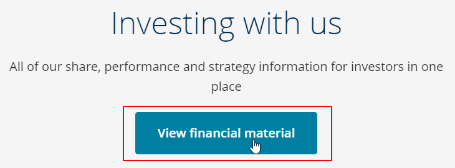 Investing with us
All of our share, performance and strategy information for investors in one
place
View financial material